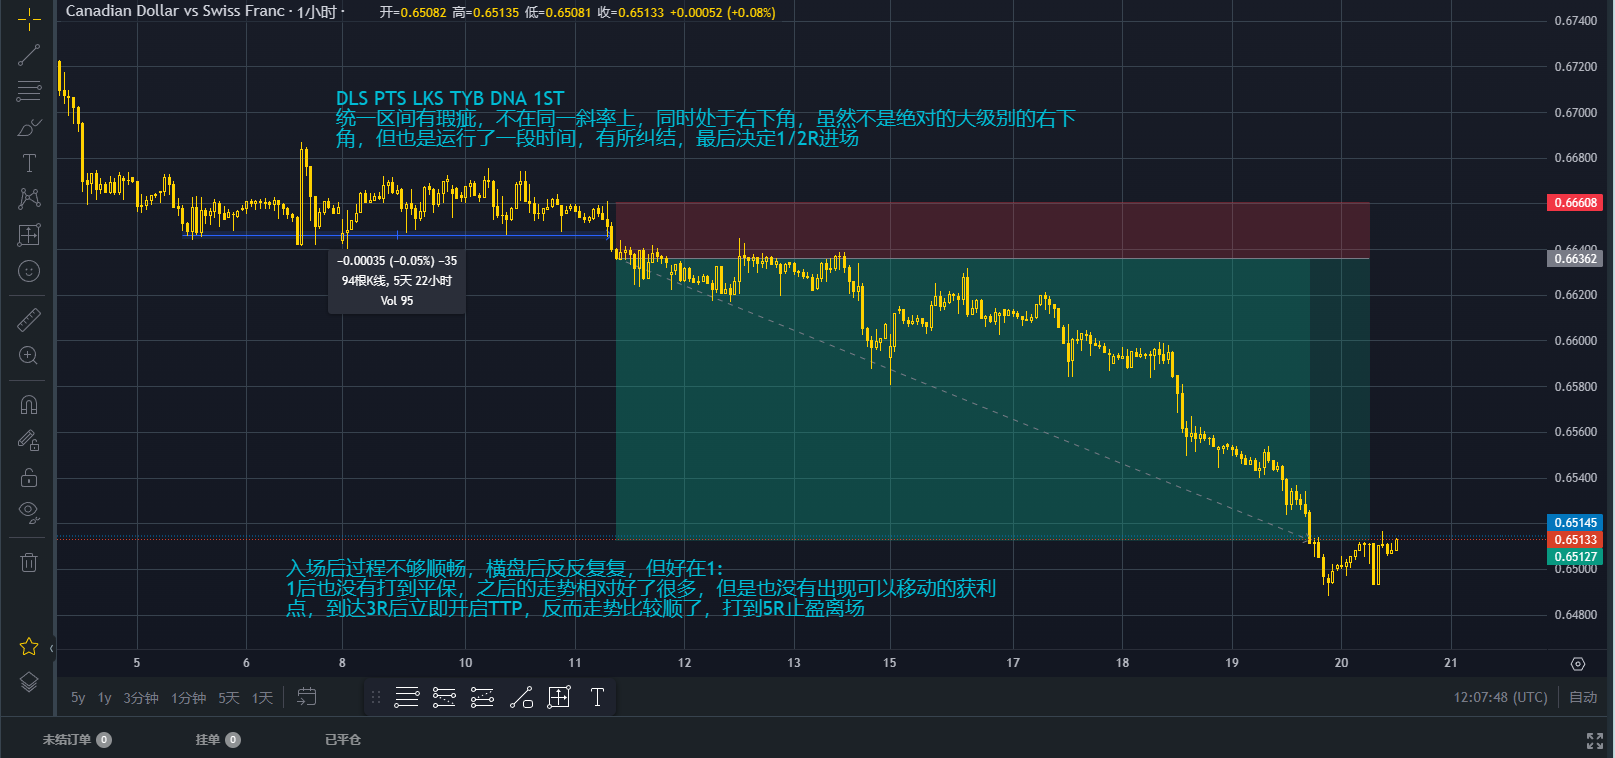 Canadian Dollar vs Swiss Franc · 1小时 · 开=0.65082 高=0.65135 低=0.65081 收=0.65133 +0.00052 (+0.08%)
0.67400
0.67200
DLS PTS LKS TYB DNA 1ST
0.67000
统一区间有瑕疵，不在同一斜率上，同时处于右下角，虽然不是绝对的大级别的右下
角，但也是运行了一段时间，有所纠结，最后决定1/2R进场
0.66800
0.66608
0.66400
0.66362
−0.00035 (−0.05%) −35
94根K线, 5天 22小时
Vol 95
0.66200
0.66000
0.65800
0.65600
0.65400
0.65145
0.65133
0.65127
0.65000
入场后过程不够顺畅，横盘后反反复复，但好在1:
1后也没有打到平保，之后的走势相对好了很多，但是也没有出现可以移动的获利
点，到达3R后立即开启TTP，反而走势比较顺了，打到5R止盈离场
0.64800
5 6 8 10 11 12 13 15 17 18 19 20 21
5y 1y 3分钟 1分钟 5天 1天 T 12:07:48 (UTC) 自动
未结订单 0 挂单 0 已平仓